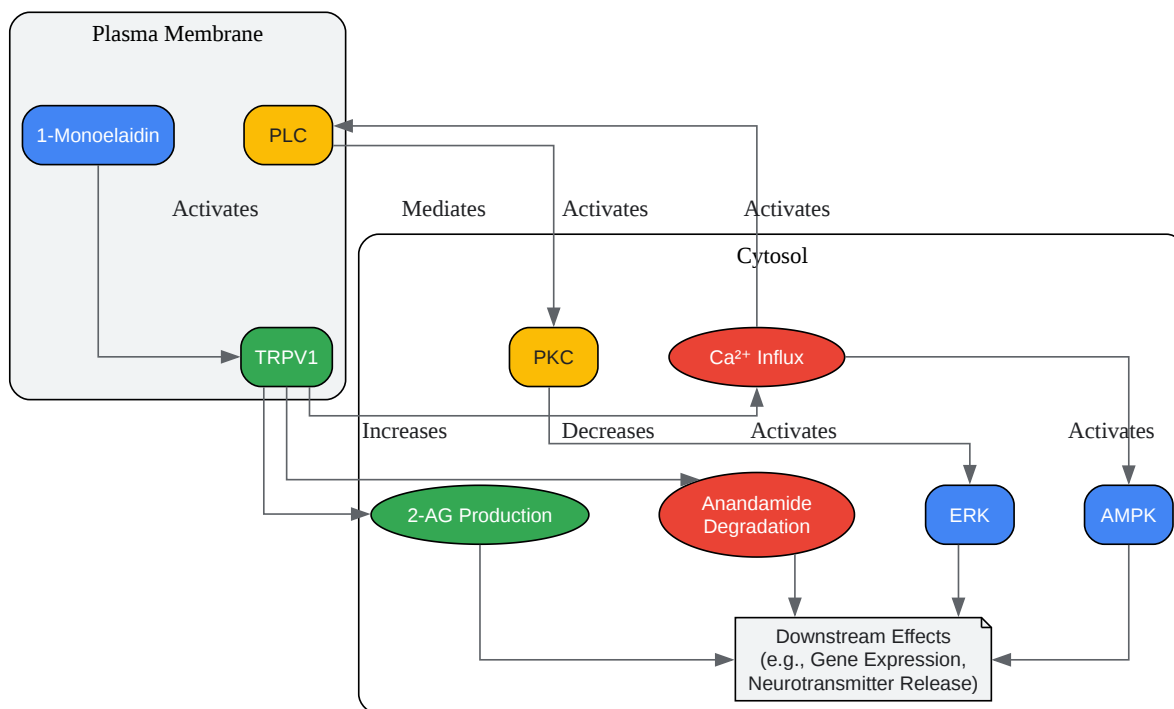 Plasma Membrane
1-Monoelaidin
PLC
Activates
Mediates
Activates
Activates
Cytosol
TRPV1
PKC
Ca²⁺ Influx
Increases
Decreases
Activates
Activates
2-AG Production
Anandamide
Degradation
ERK
AMPK
Downstream Effects
(e.g., Gene Expression,
Neurotransmitter Release)